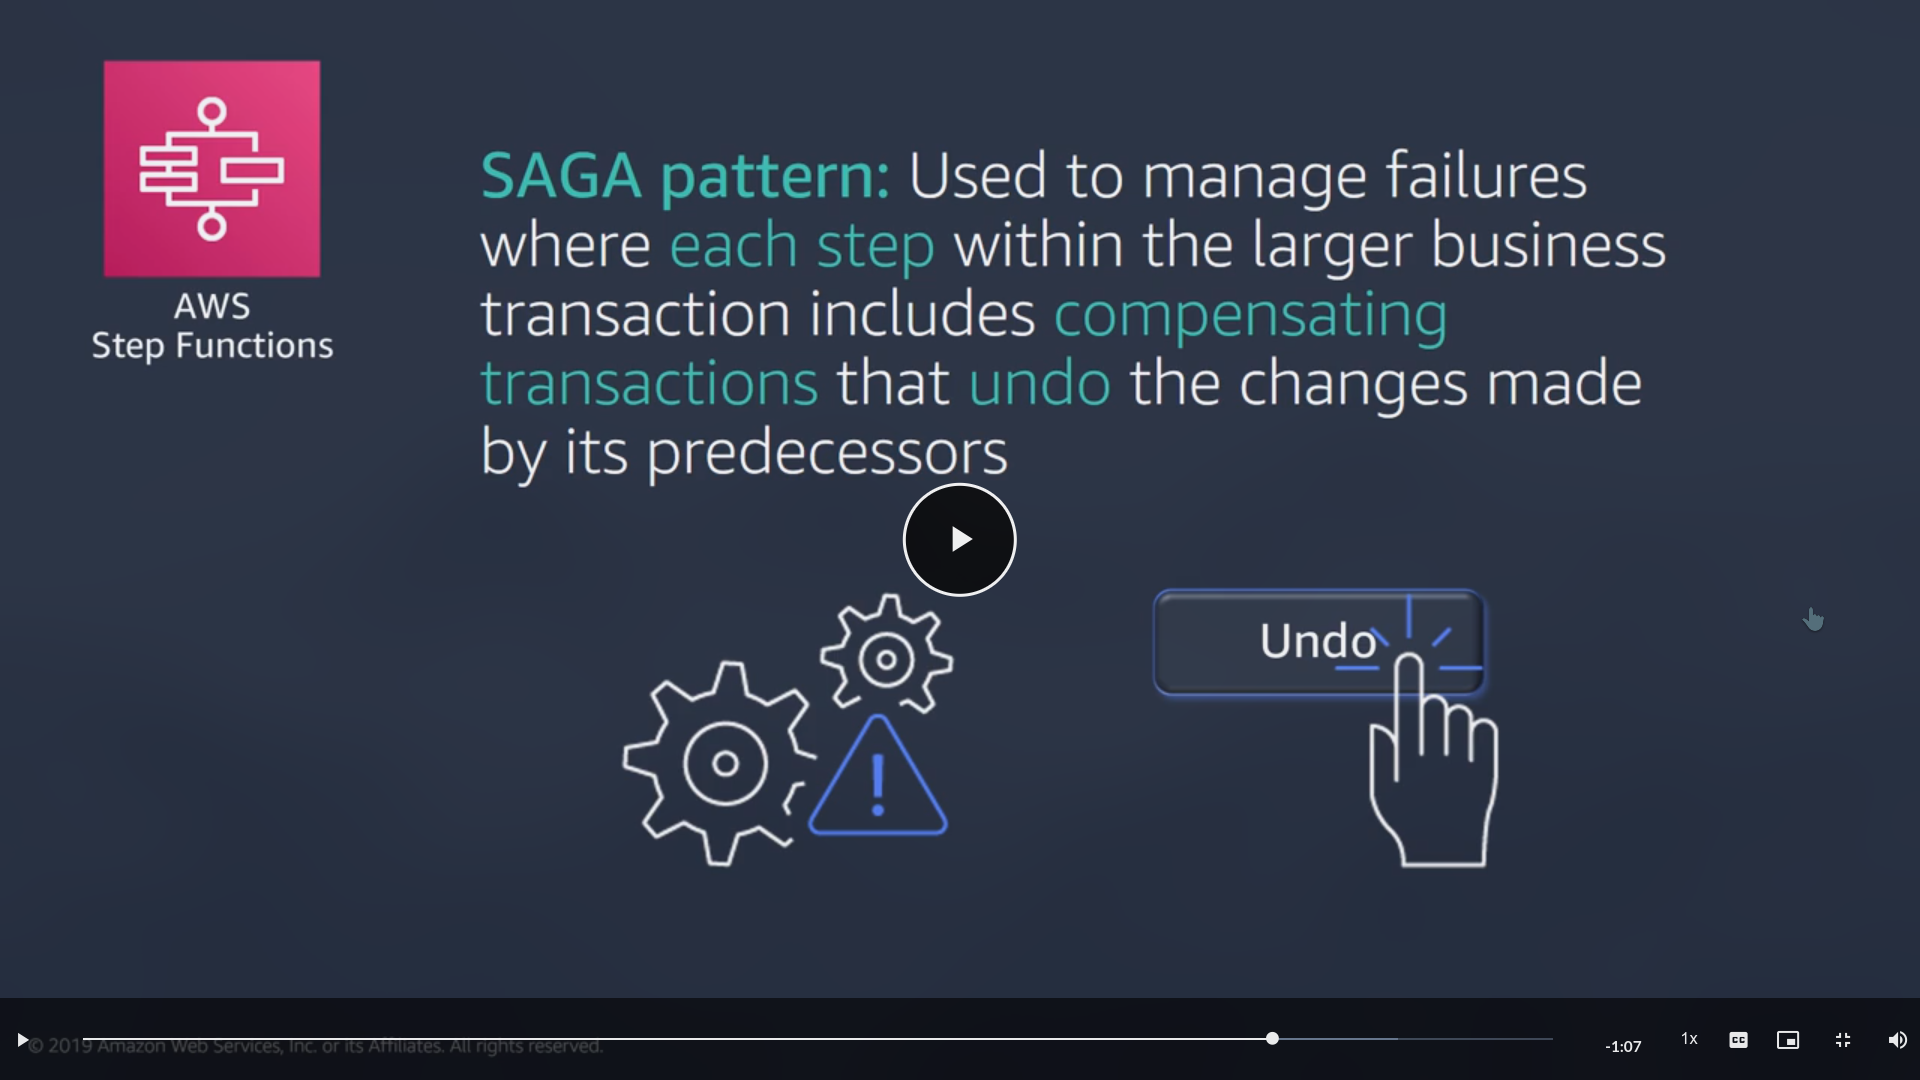 AWS
Step Functions
SAGA pattern: Used to manage failures
where each step within the larger business
transaction includes compensating
transactions that undo the changes made
by its predecessors
Undo
© 2019 Amazon Web Services, Inc. or its Affiliates. All rights reserved.
-1:07
1x
CC